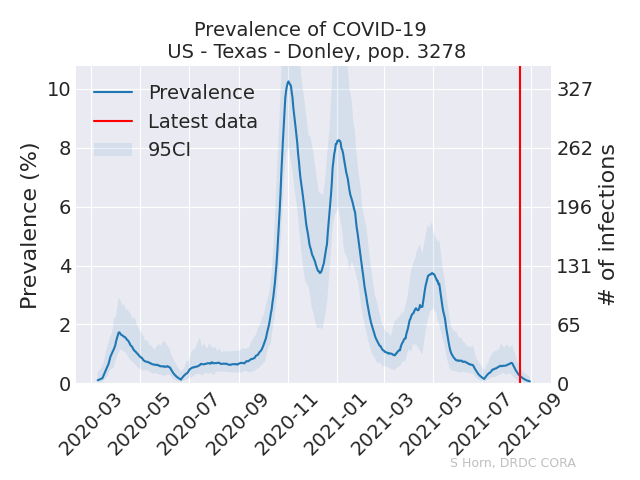 Prevalence of COVID-19
US - Texas - Donley, pop. 3278
Prevalence
Latest data
95CI
Prevalence (%)
10
8
6
4
2
0
# of infections
327
262
196
131
65
0
2020-03
2020-05
2020-07
2020-09
2020-11
2021-01
2021-03
2021-05
2021-07
2021-09
S Horn, DRDC CORA